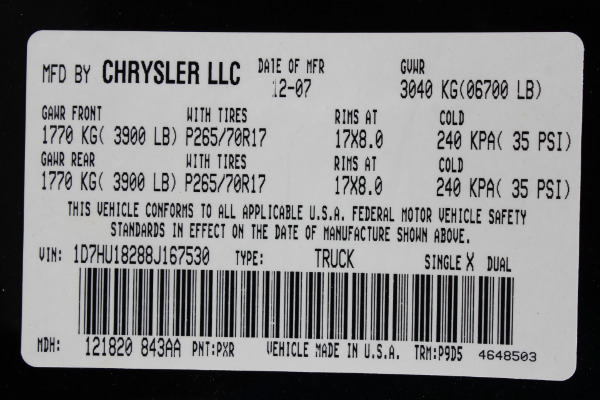 MFD BY CHRYSLER LLC DATE OF MFR 12-07 GVWR 3040 KG(06700 LB)
GAWR FRONT WITH TIRES RIMS AT COLD
1770 KG( 3900 LB) P265/70R17 17X8.0 240 KPA( 35 PSI)
GAWR REAR WITH TIRES RIMS AT COLD
1770 KG( 3900 LB) P265/70R17 17X8.0 240 KPA( 35 PSI)
THIS VEHICLE CONFORMS TO ALL APPLICABLE U.S.A. FEDERAL MOTOR VEHICLE SAFETY
STANDARDS IN EFFECT ON THE DATE OF MANUFACTURE SHOWN ABOVE.
VIN: 1D7HU18288J167530 TYPE: TRUCK SINGLE X DUAL
MDH: 121820 843AA PNT:PXR VEHICLE MADE IN U.S.A. TRM:P9D5 4648503